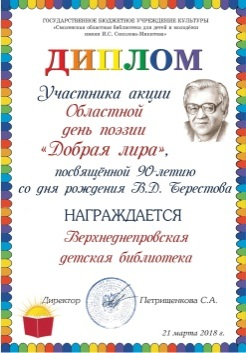 ГОСУДАРСТВЕННОЕ БЮДЖЕТНОЕ УЧРЕЖДЕНИЕ КУЛЬТУРЫ
«Смоленская областная библиотека для детей и молодёжи
имени И.С. Соколова-Микитова»
ДИПЛОМ
Участника акции
Областной
день поэзии
«Добрая лира»,
посвящённой 90-летию
со дня рождения В.Д. Берестова
НАГРАЖДАЕТСЯ
Верхнеднепровская
детская библиотека
Директор Петрищенкова С.А.
21 марта 2018 г.